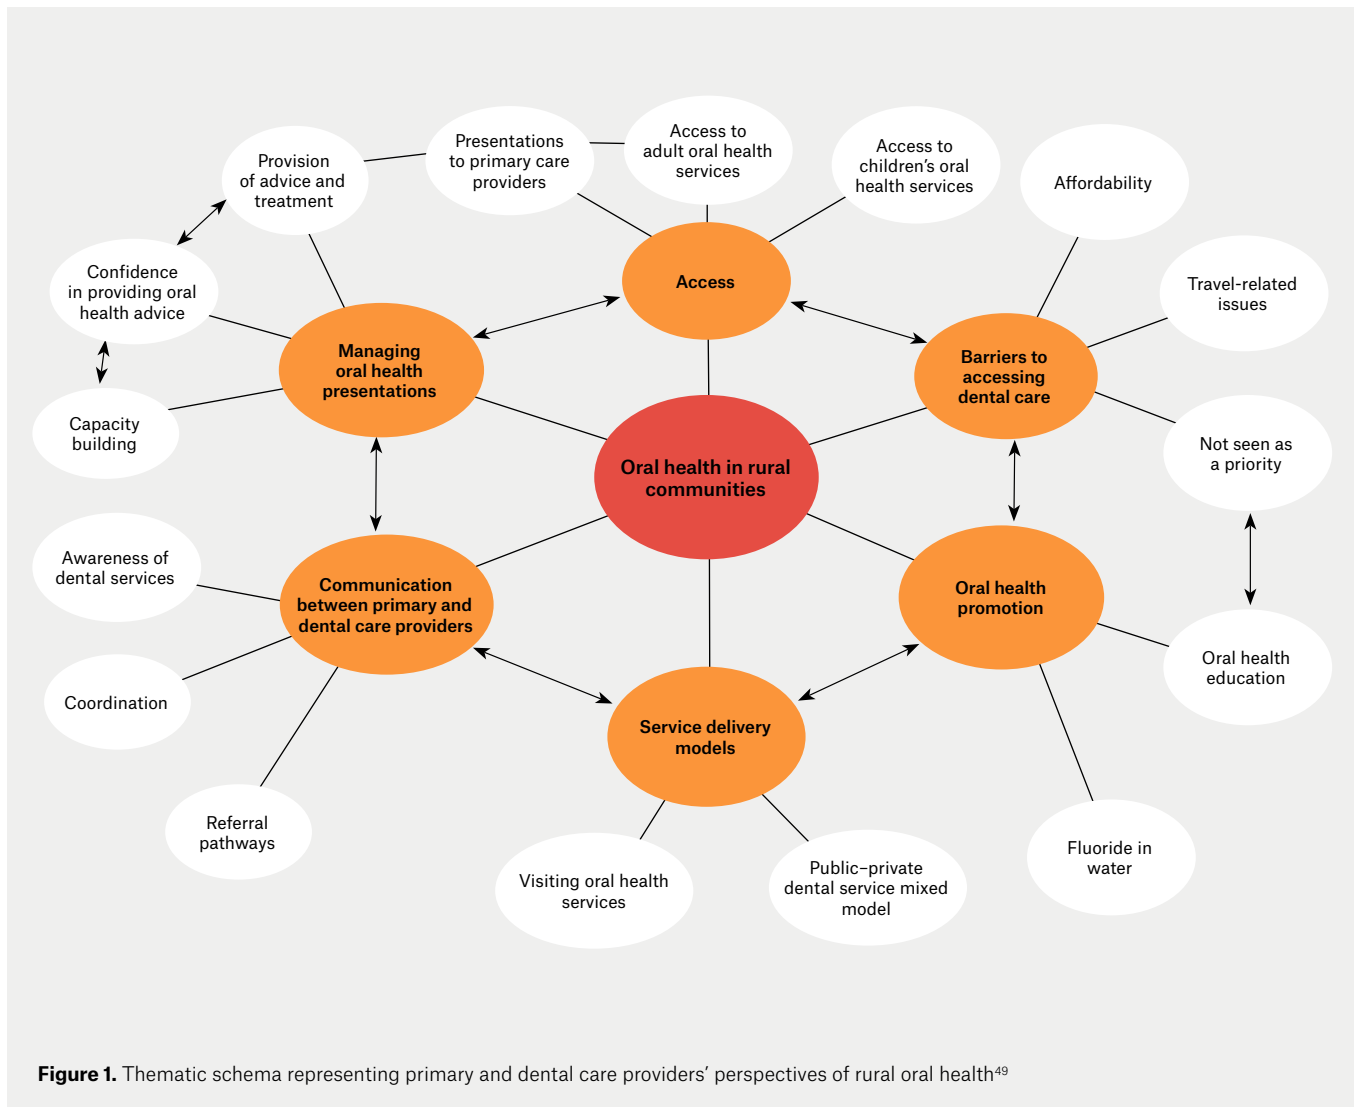 Provision
of advice and
treatment
Presentations
to primary care
providers
Access to
adult oral health
services
Access to
children’s oral
health services
Affordability
Confidence
in providing oral
health advice
Access
Travel-related
issues
Managing
oral health
presentations
Barriers to
accessing
dental care
Capacity
building
Oral health in rural
communities
Not seen as
a priority
Awareness of
dental services
Communication
between primary and
dental care providers
Oral health
promotion
Coordination
Service delivery
models
Oral health
education
Referral
pathways
Visiting oral health
services
Public–private
dental service mixed
model
Fluoride in
water
Figure 1. Thematic schema representing primary and dental care providers’ perspectives of rural oral health⁴⁹